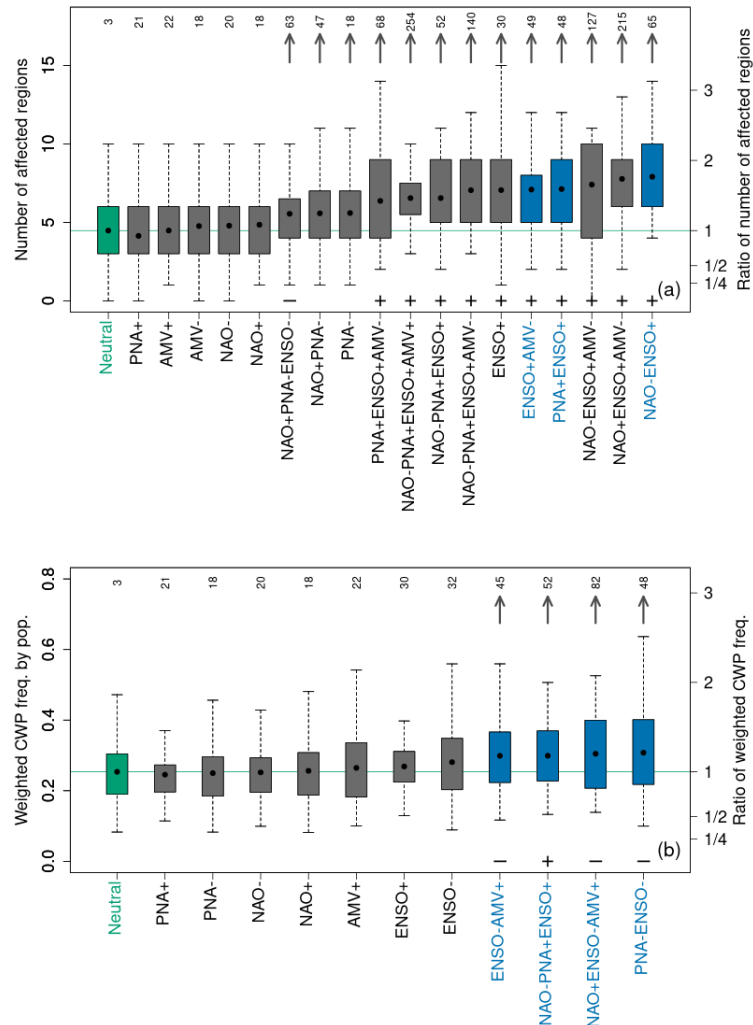 Number of affected regions
0 5 10 15
3 21 22 18 20 18 63 47 18 68 254 52 140 30 49 48 127 215 65
1/4 1/2 1 2 3
Ratio of number of affected regions
(a)
Neutral
PNA+
AMV+
AMV-
NAO-
NAO+
NAO+PNA-ENSO-
NAO+PNA-
PNA-
PNA+ENSO+AMV-
NAO-PNA+ENSO+AMV+
NAO-PNA+ENSO+
NAO-PNA+ENSO+AMV-
ENSO+
ENSO+AMV-
PNA+ENSO+
NAO-ENSO+AMV-
NAO+ENSO+AMV-
NAO-ENSO+
− + + + + + + + + + +
Weighted CWP freq. by pop.
0.0 0.2 0.4 0.6 0.8
3 21 18 20 18 22 30 32 45 52 82 48
1/4 1/2 1 2 3
Ratio of weighted CWP freq.
(b)
Neutral
PNA+
PNA-
NAO-
NAO+
AMV+
ENSO+
ENSO-
ENSO-AMV+
NAO-PNA+ENSO+
NAO+ENSO-AMV+
PNA-ENSO-
− + − −